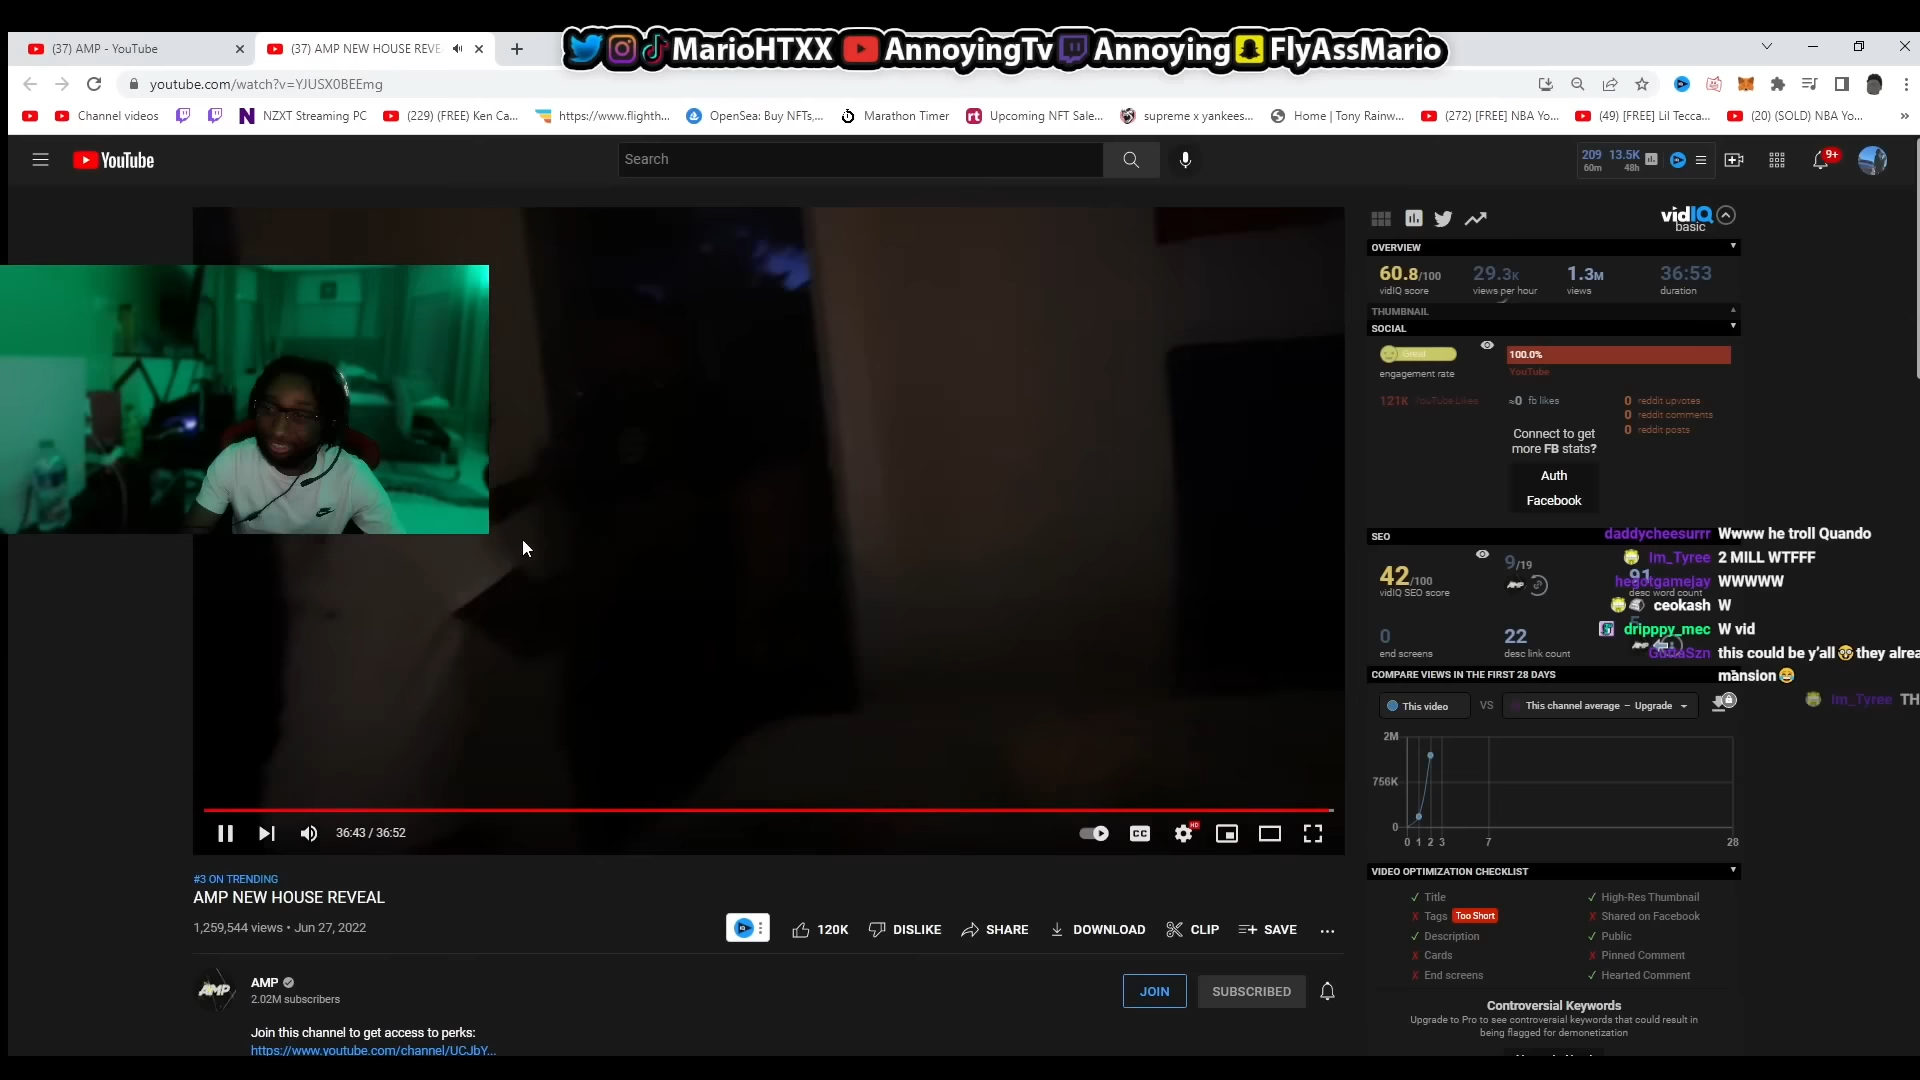 (37) AMP - YouTube
(37) AMP NEW HOUSE REVE
MarioHTXX AnnoyingTv Annoying FlyAssMario
youtube.com/watch?v=YJUSX0BEEmg
Channel videos
NZXT Streaming PC
(229) (FREE) Ken Ca...
https://www.flighth...
OpenSea: Buy NFTs,...
Marathon Timer
Upcoming NFT Sale...
supreme x yankees...
Home | Tony Rainw...
(272) [FREE] NBA Yo...
(49) [FREE] Lil Tecca...
(20) (SOLD) NBA Yo...
»
YouTube
Search
209 60m
13.5K 48h
9+
vidIQ
basic
OVERVIEW
60.8/100 29.3K 1.3M 36:53
vidIQ score views per hour views duration
THUMBNAIL
SOCIAL
Great 100.0%
engagement rate YouTube
121K YouTube Likes ≈0 fb likes 0 reddit upvotes
0 reddit comments
0 reddit posts
Connect to get
more FB stats?
Auth
Facebook
SEO
42/100 9/19 91
vidIQ SEO score desc word count
0 22
end screens desc link count
daddycheesurrr Wwww he troll Quando
Im_Tyree 2 MILL WTFFF
hegotgamejay WWWWW
ceokash W
dripppy_mec W vid
this could be y'all 🤓 they alrea
mansion 😂
Im_Tyree TH
COMPARE VIEWS IN THE FIRST 28 DAYS
This video VS This channel average – Upgrade
2M
756K
0
0 1 2 3 7 28
VIDEO OPTIMIZATION CHECKLIST
✓ Title ✓ High-Res Thumbnail
✗ Tags Too Short ✗ Shared on Facebook
✓ Description ✓ Public
✗ Cards ✗ Pinned Comment
✗ End screens ✓ Hearted Comment
Controversial Keywords
Upgrade to Pro to see controversial keywords that could result in
being flagged for demonetization
36:43 / 36:52
CC
HD
#3 ON TRENDING
AMP NEW HOUSE REVEAL
1,259,544 views • Jun 27, 2022
120K DISLIKE SHARE DOWNLOAD CLIP SAVE ...
AMP
AMP
2.02M subscribers
JOIN SUBSCRIBED
Join this channel to get access to perks:
https://www.youtube.com/channel/UCJbY...